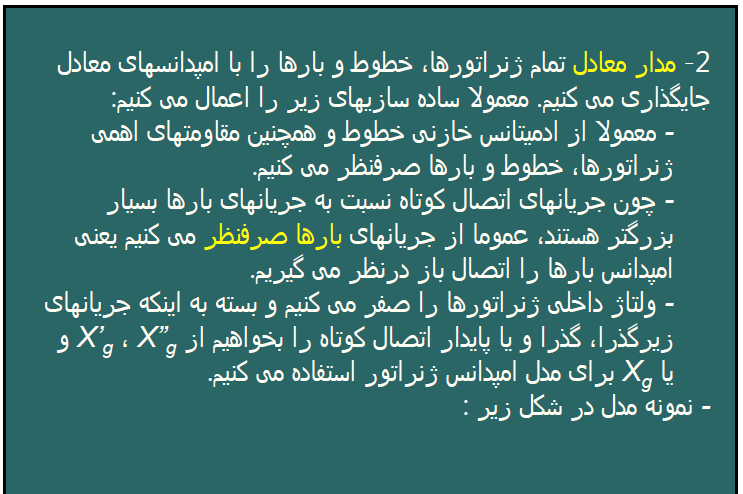 2- مدار معادل تمام ژنراتورها، خطوط و بارها را با امپدانسهای معادل
جایگذاری می کنیم. معمولا ساده سازیهای زیر را اعمال می کنیم:
- معمولا از ادمیتانس خازنی خطوط و همچنین مقاومتهای اهمی
ژنراتورها، خطوط و بارها صرفنظر می کنیم.
- چون جریانهای اتصال کوتاه نسبت به جریانهای بارها بسیار
بزرگتر هستند، عموما از جریانهای بارها صرفنظر می کنیم یعنی
امپدانس بارها را اتصال باز درنظر می گیریم.
- ولتاژ داخلی ژنراتورها را صفر می کنیم و بسته به اینکه جریانهای
زیرگذرا، گذرا و یا پایدار اتصال کوتاه را بخواهیم از X”g ، X’g و
یا Xg برای مدل امپدانس ژنراتور استفاده می کنیم.
- نمونه مدل در شکل زیر :